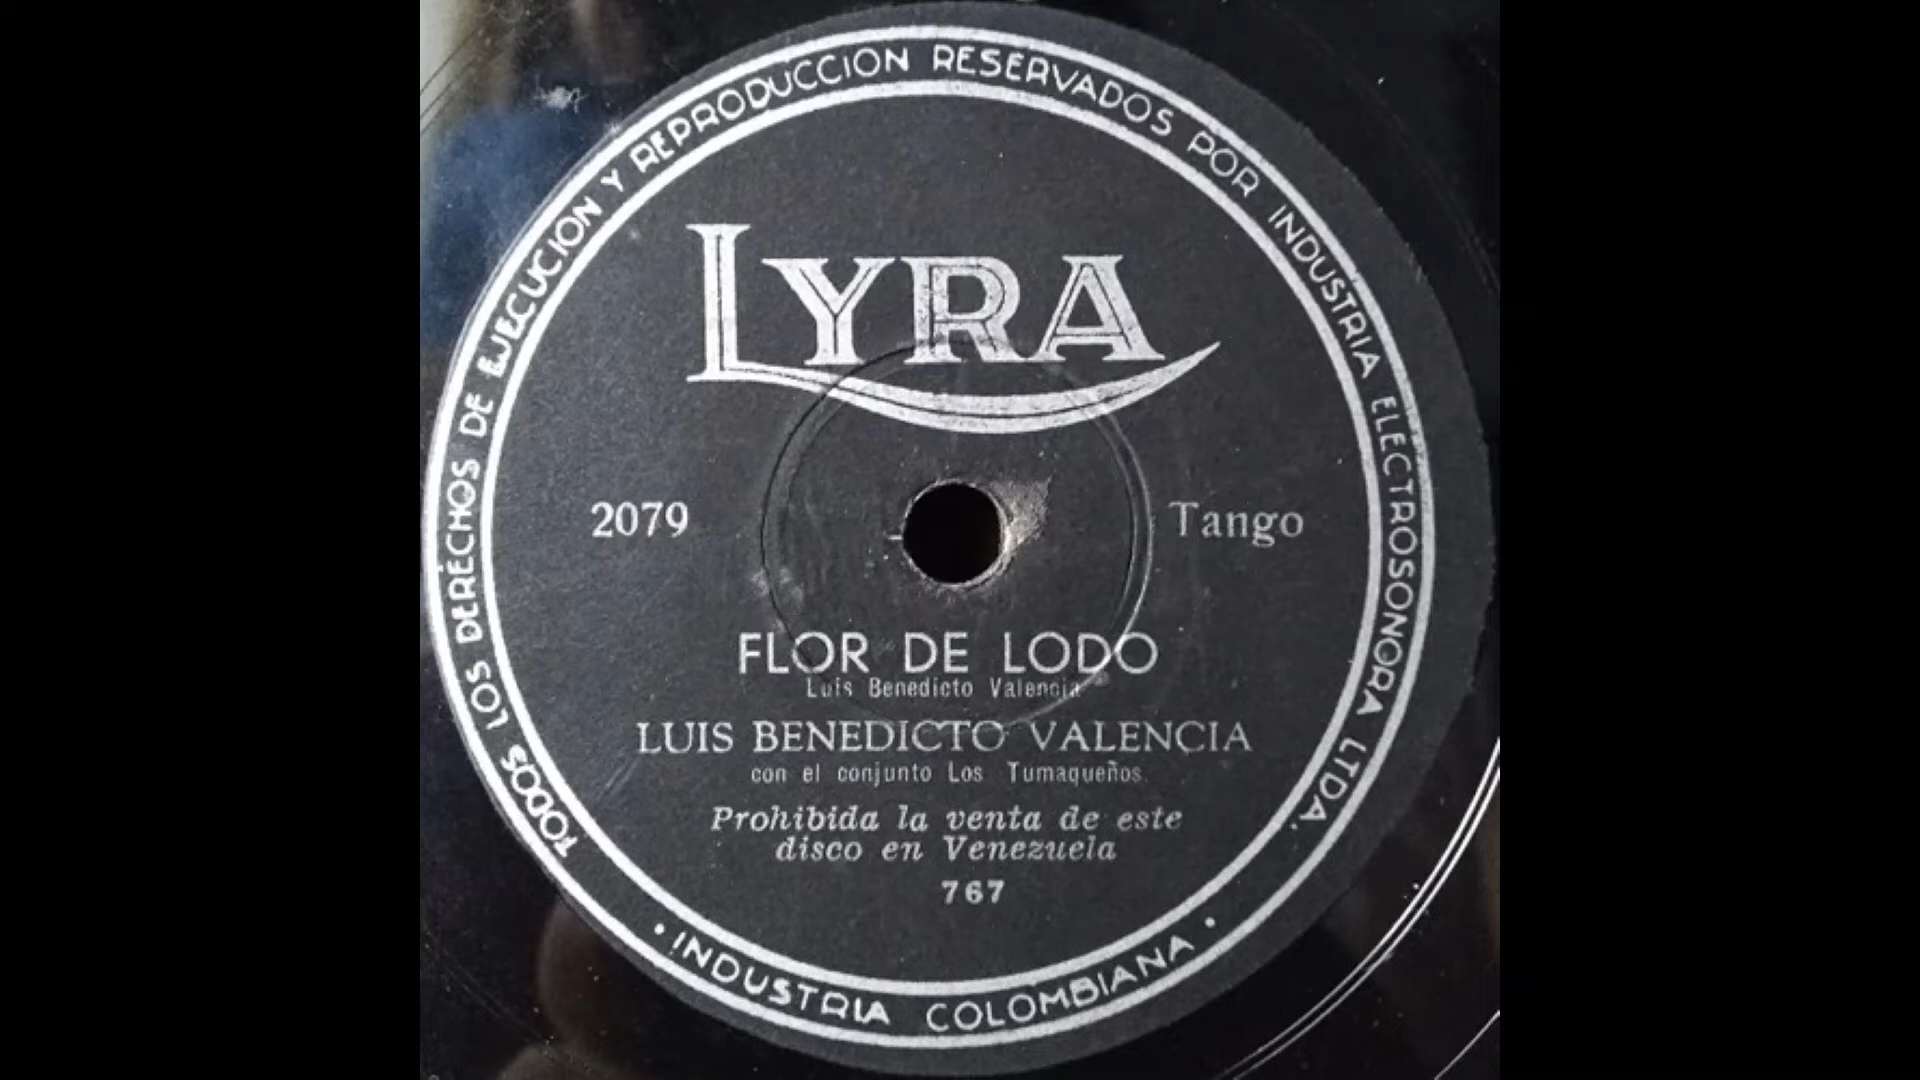 TODOS LOS DERECHOS DE EJECUCION Y REPRODUCCION RESERVADOS POR INDUSTRIA ELECTROSONORA LTDA.
LYRA
2079 Tango
FLOR DE LODO
Luis Benedicto Valencia
LUIS BENEDICTO VALENCIA
con el conjunto Los Tumaqueños.
Prohibida la venta de este
disco en Venezuela
767
• INDUSTRIA COLOMBIANA •